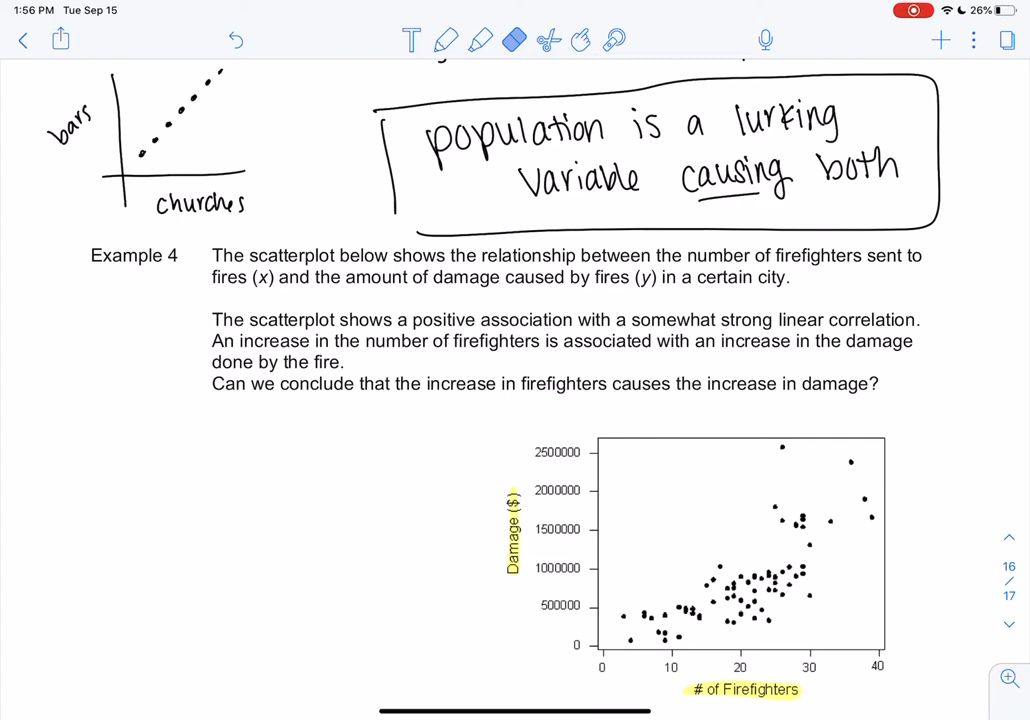 1:56 PM Tue Sep 15
26%
bars
churches
population is a lurking
variable causing both
Example 4 The scatterplot below shows the relationship between the number of firefighters sent to
fires (x) and the amount of damage caused by fires (y) in a certain city.
The scatterplot shows a positive association with a somewhat strong linear correlation.
An increase in the number of firefighters is associated with an increase in the damage
done by the fire.
Can we conclude that the increase in firefighters causes the increase in damage?
Damage ($)
2500000
2000000
1500000
1000000
500000
0
0 10 20 30 40
# of Firefighters
16
/
17